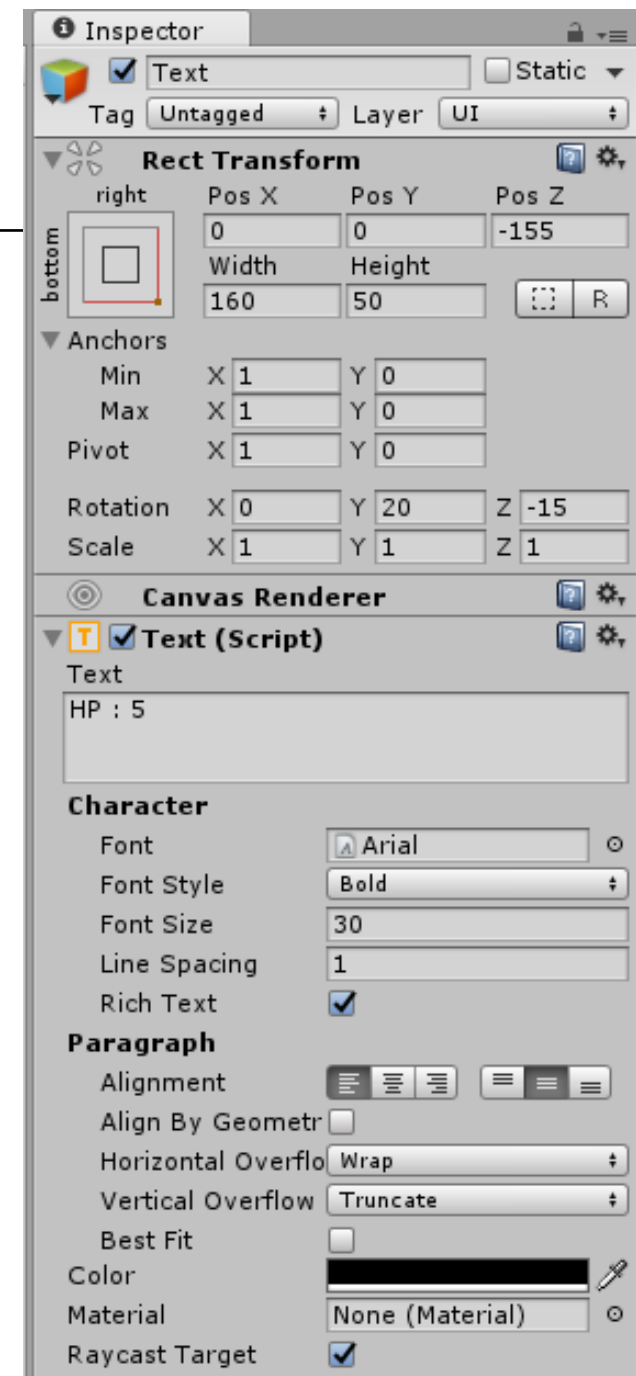 Inspector
Text Static
Tag Untagged Layer UI
Rect Transform
right Pos X Pos Y Pos Z
bottom
0 0 -155
Width Height
160 50 R
Anchors
Min X 1 Y 0
Max X 1 Y 0
Pivot X 1 Y 0
Rotation X 0 Y 20 Z -15
Scale X 1 Y 1 Z 1
Canvas Renderer
T Text (Script)
Text
HP : 5
Character
Font Arial
Font Style Bold
Font Size 30
Line Spacing 1
Rich Text
Paragraph
Alignment
Align By Geometr
Horizontal Overflo Wrap
Vertical Overflow Truncate
Best Fit
Color
Material None (Material)
Raycast Target